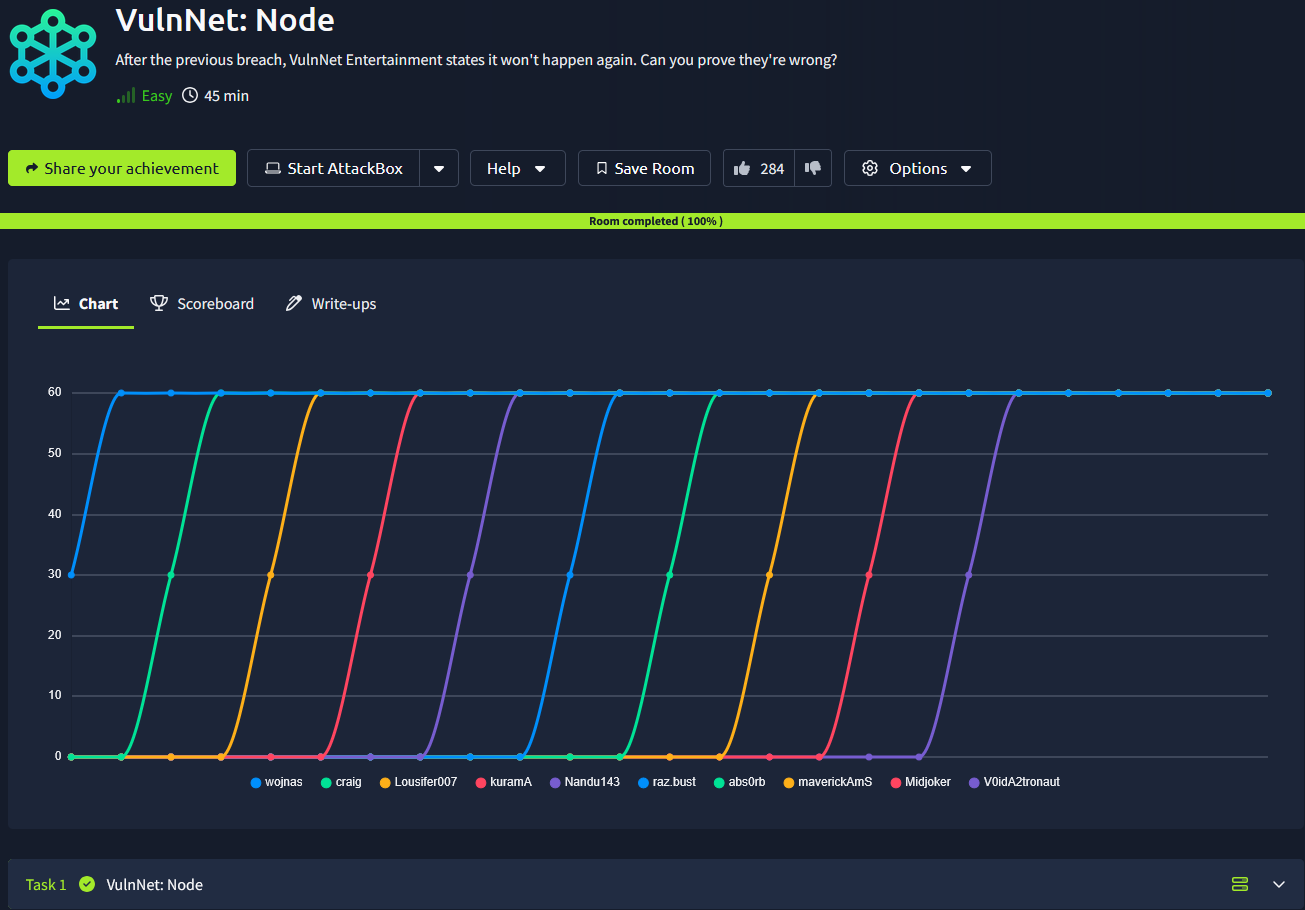 VulnNet: Node
After the previous breach, VulnNet Entertainment states it won't happen again. Can you prove they're wrong?
Easy 45 min
Share your achievement Start AttackBox Help Save Room 284 Options
Room completed ( 100% )
Chart Scoreboard Write-ups
60
50
40
30
20
10
0
wojnas craig Lousifer007 kuramA Nandu143 raz.bust abs0rb maverickAmS Midjoker V0idA2tronaut
Task 1 VulnNet: Node